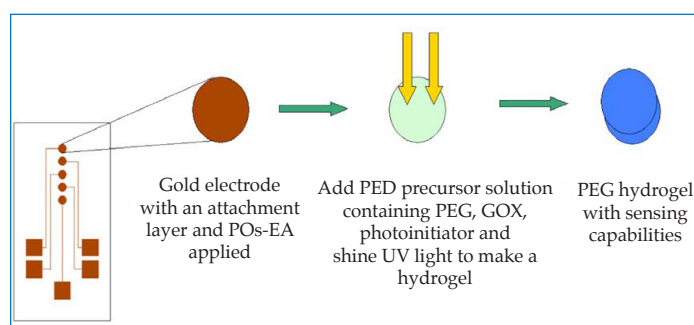 Gold electrode
with an attachment
layer and POs-EA
applied
Add PED precursor solution
containing PEG, GOX,
photoinitiator and
shine UV light to make a
hydrogel
PEG hydrogel
with sensing
capabilities